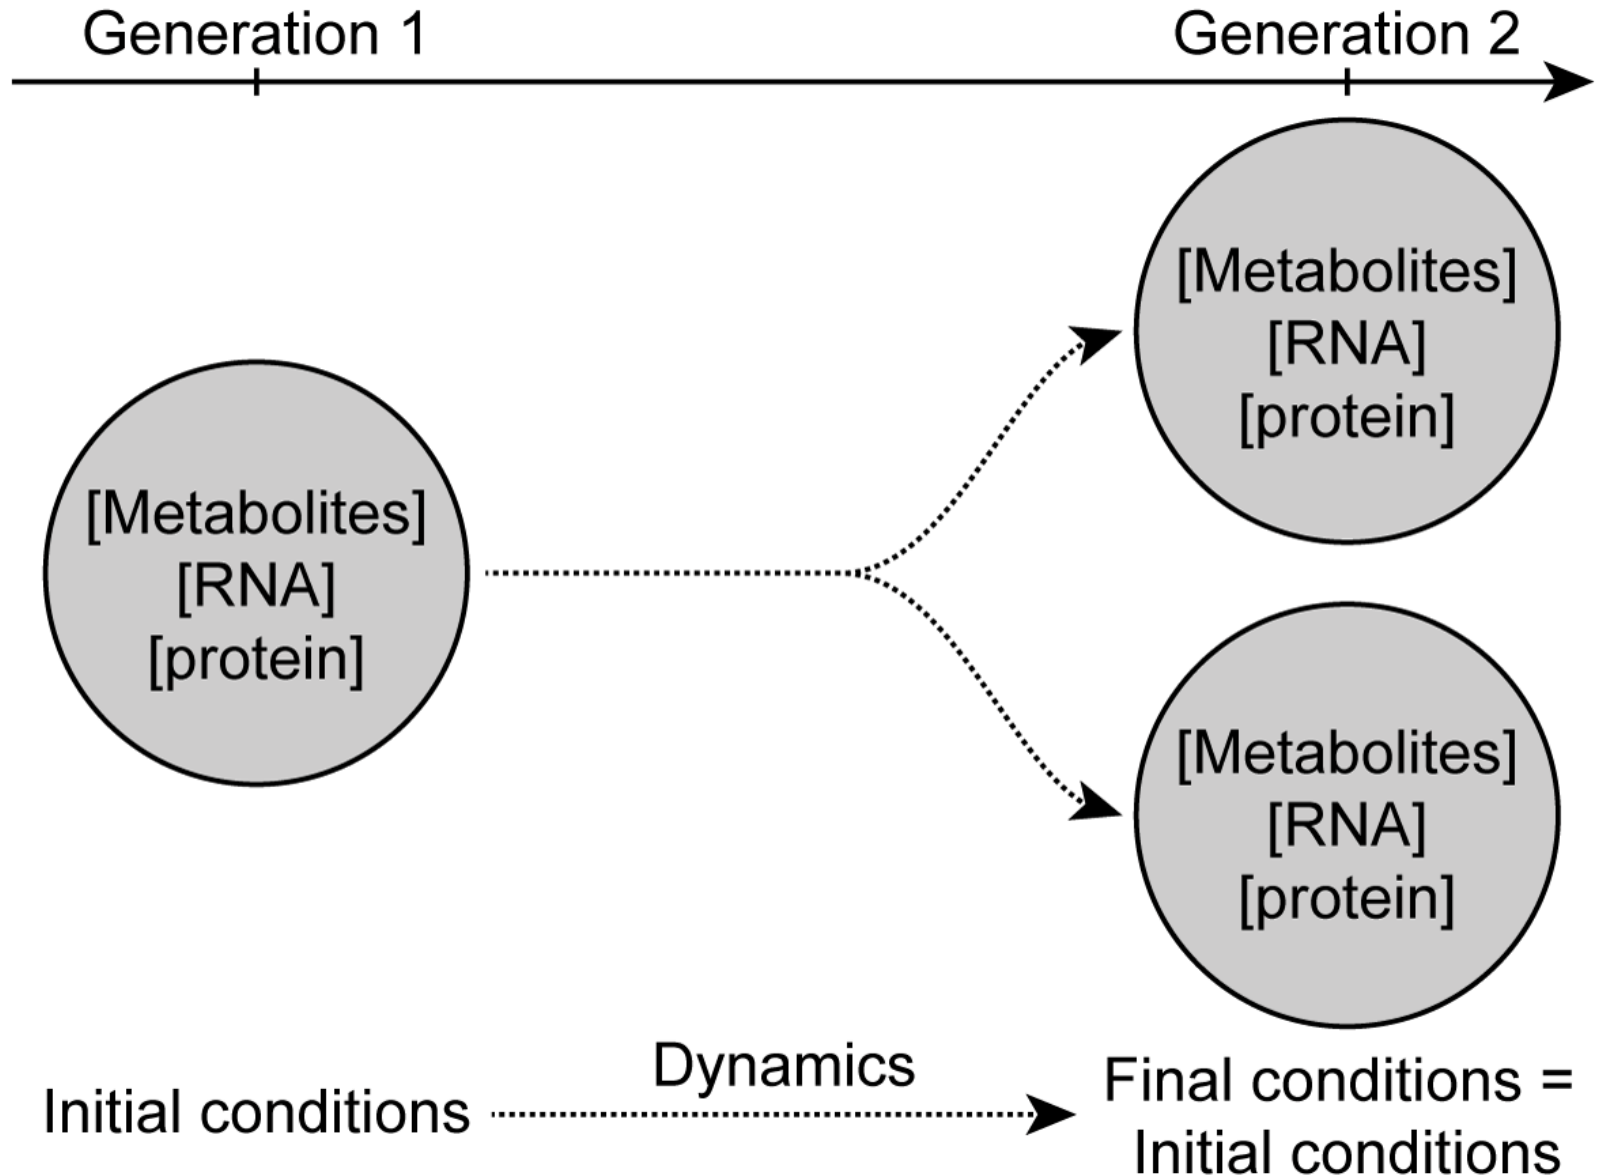 Generation 1
Generation 2
[Metabolites]
[RNA]
[protein]
[Metabolites]
[RNA]
[protein]
[Metabolites]
[RNA]
[protein]
Initial conditions
Dynamics
Final conditions =
Initial conditions